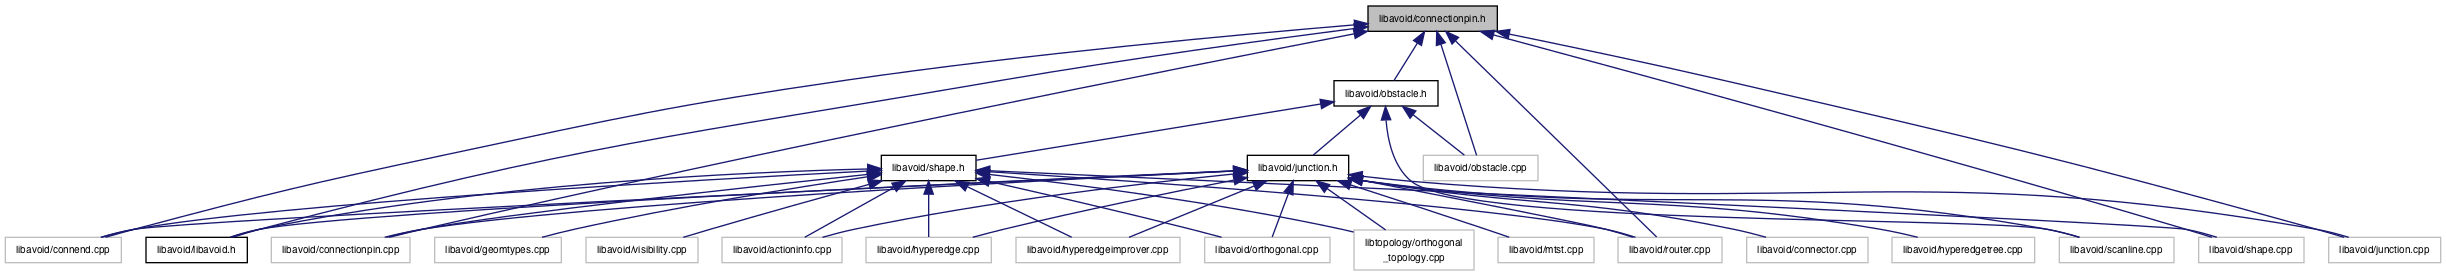 libavoid/connectionpin.h
libavoid/obstacle.h
libavoid/shape.h
libavoid/junction.h
libavoid/obstacle.cpp
libavoid/connend.cpp
libavoid/libavoid.h
libavoid/connectionpin.cpp
libavoid/geomtypes.cpp
libavoid/visibility.cpp
libavoid/actioninfo.cpp
libavoid/hyperedge.cpp
libavoid/hyperedgeimprover.cpp
libavoid/orthogonal.cpp
libtopology/orthogonal
_topology.cpp
libavoid/mtst.cpp
libavoid/router.cpp
libavoid/connector.cpp
libavoid/hyperedgetree.cpp
libavoid/scanline.cpp
libavoid/shape.cpp
libavoid/junction.cpp